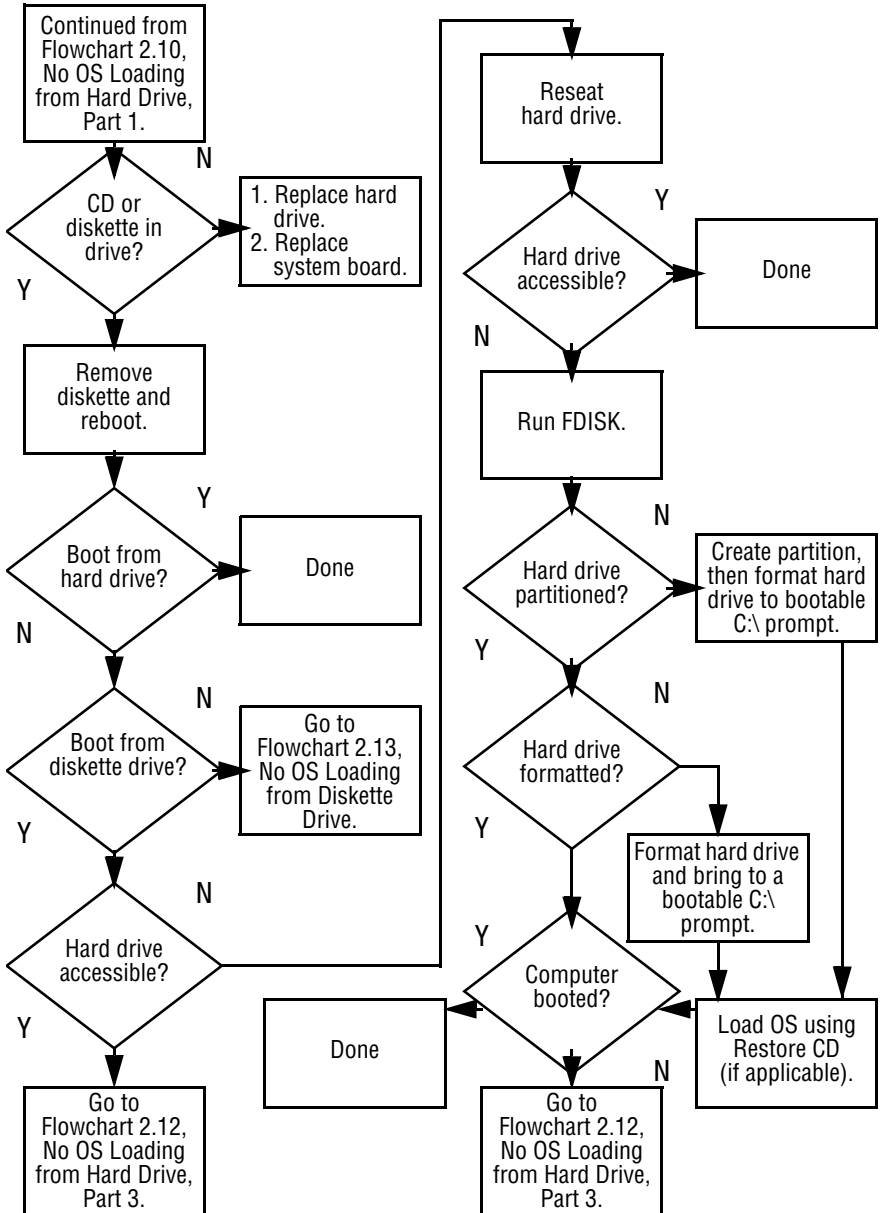 Continued from
Flowchart 2.10,
No OS Loading
from Hard Drive,
Part 1.
N
CD or
diskette in
drive?
1. Replace hard
drive.
2. Replace
system board.
Y
Remove
diskette and
reboot.
Y
Boot from
hard drive?
Done
N
N
Boot from
diskette drive?
Go to
Flowchart 2.13,
No OS Loading
from Diskette
Drive.
Y
N
Hard drive
accessible?
Y
Go to
Flowchart 2.12,
No OS Loading
from Hard Drive,
Part 3.
Reseat
hard drive.
Y
Hard drive
accessible?
Done
N
Run FDISK.
N
Hard drive
partitioned?
Create partition,
then format hard
drive to bootable
C:\ prompt.
Y
N
Hard drive
formatted?
Y
Format hard drive
and bring to a
bootable C:\
prompt.
Y
Computer
booted?
Done
Load OS using
Restore CD
(if applicable).
N
Go to
Flowchart 2.12,
No OS Loading
from Hard Drive,
Part 3.